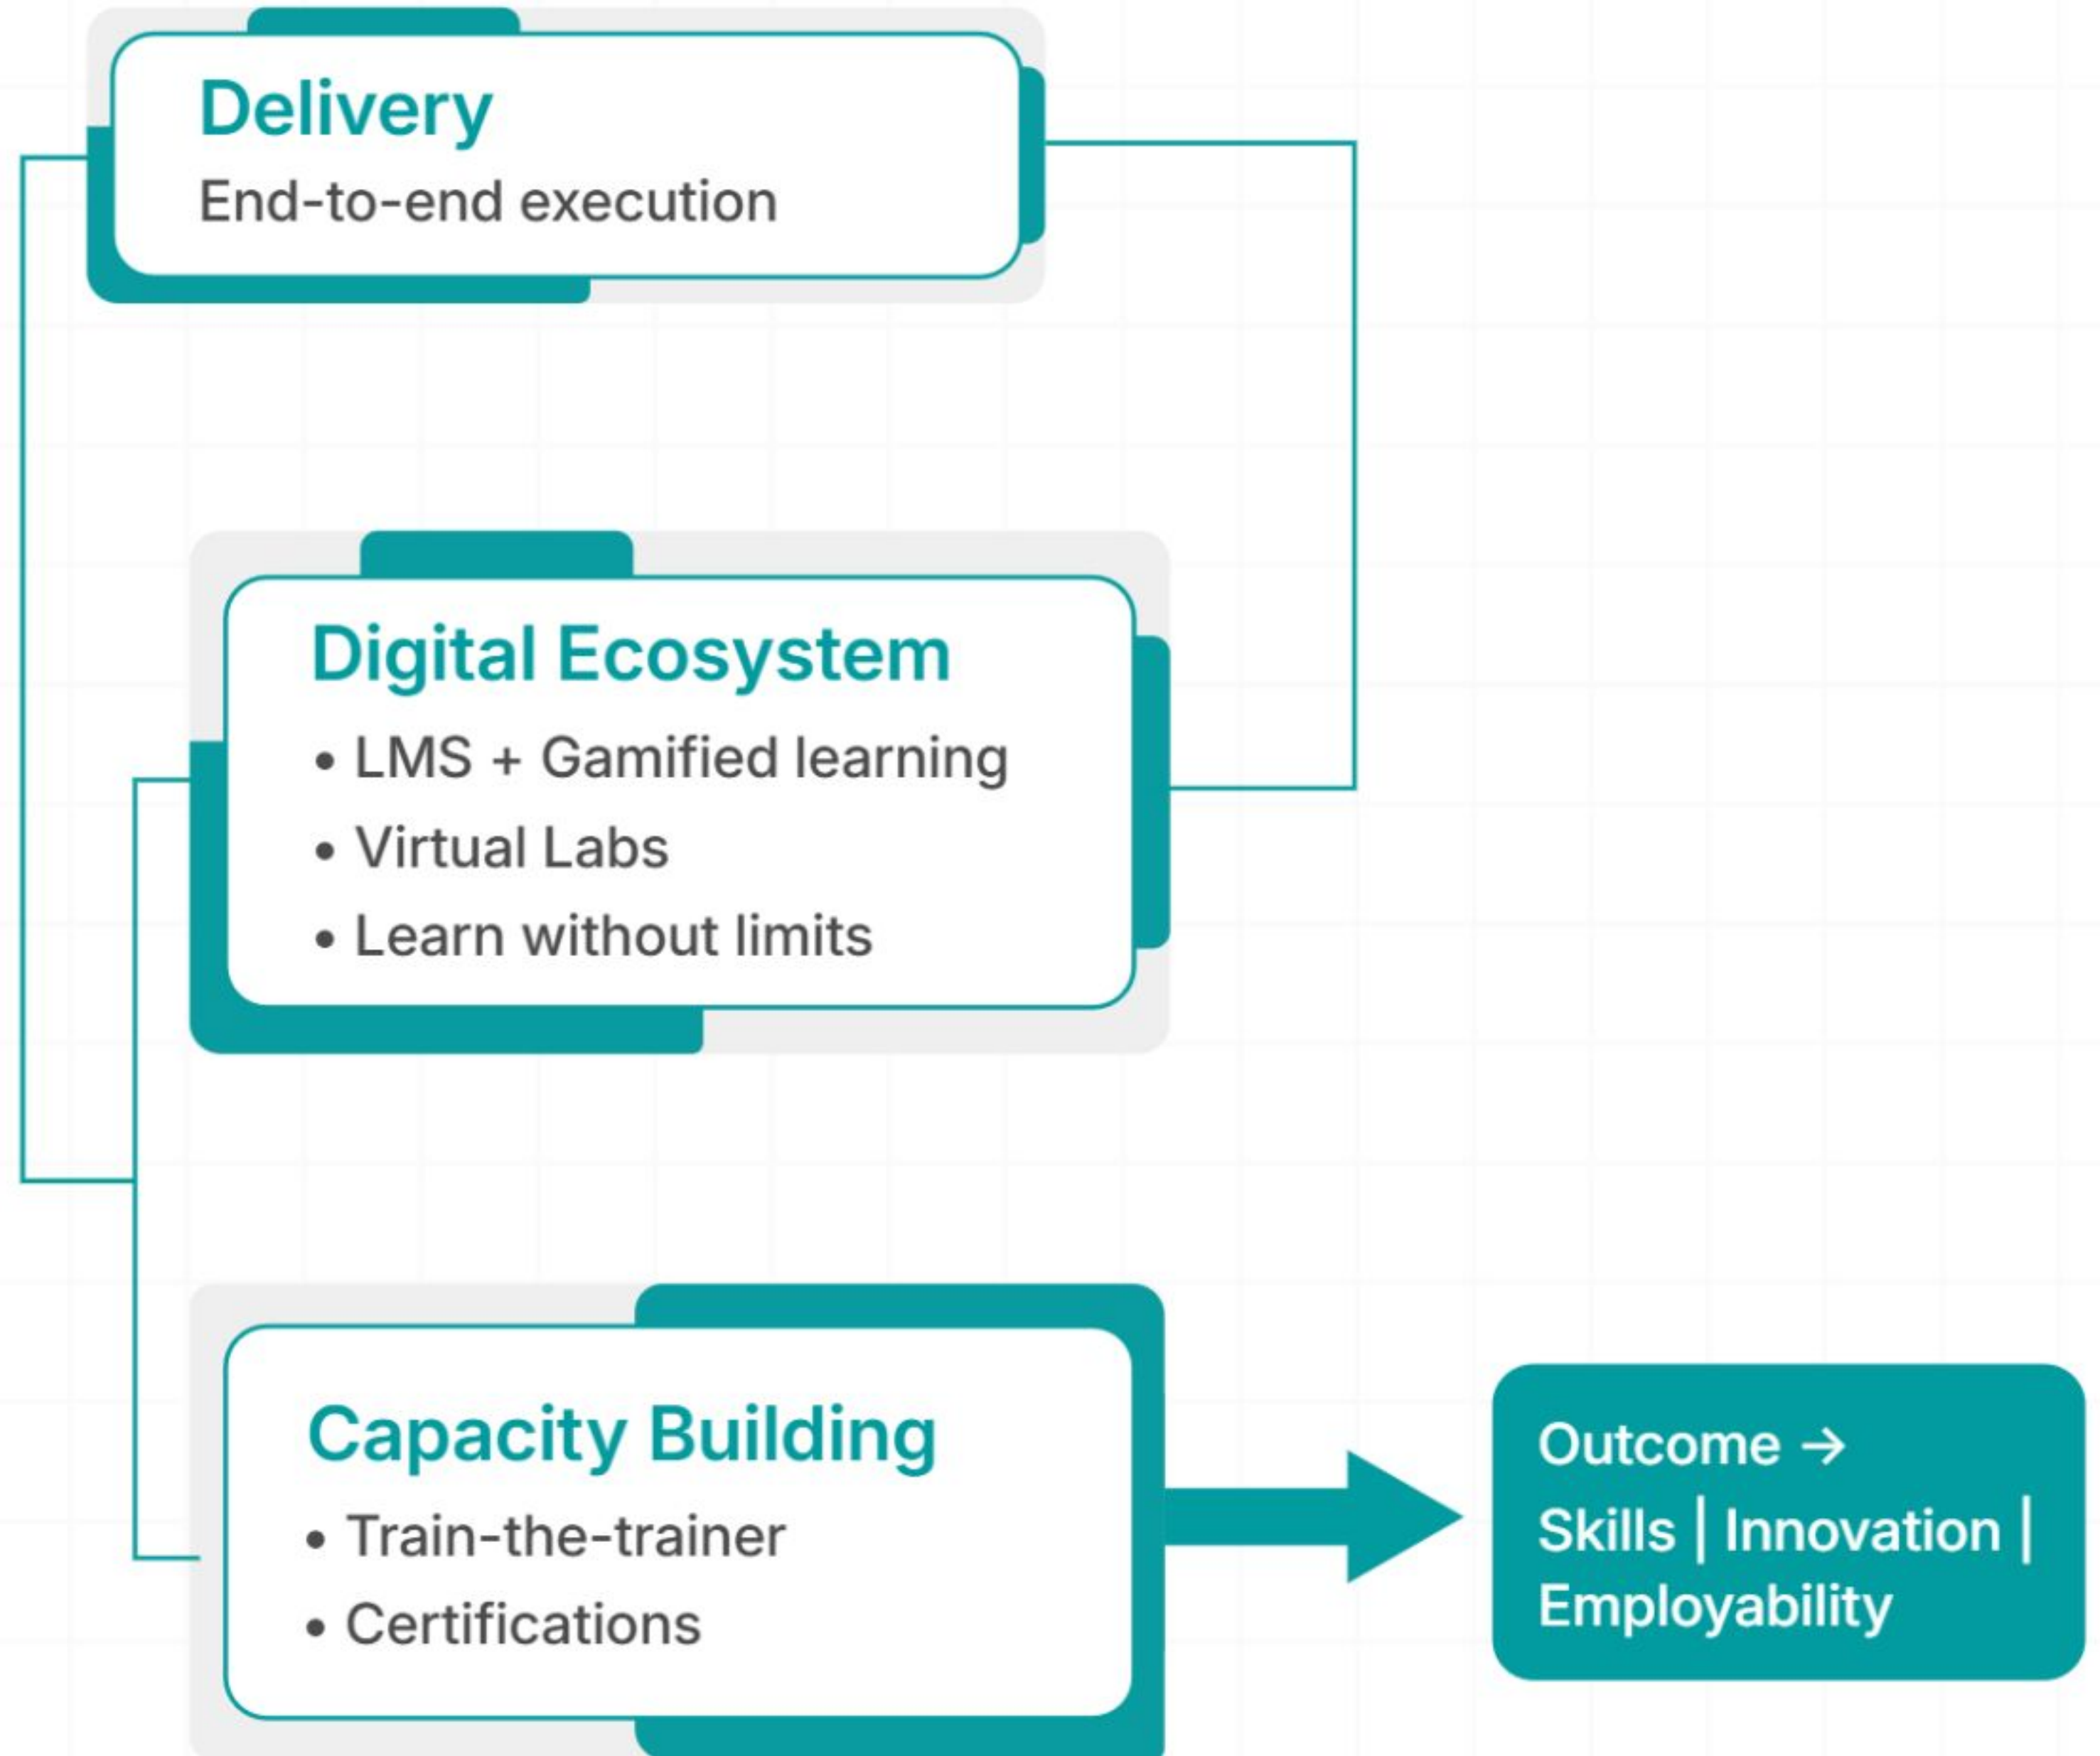 Delivery
End-to-end execution
Digital Ecosystem
• LMS + Gamified learning
• Virtual Labs
• Learn without limits
Capacity Building
• Train-the-trainer
• Certifications
Outcome →
Skills | Innovation |
Employability